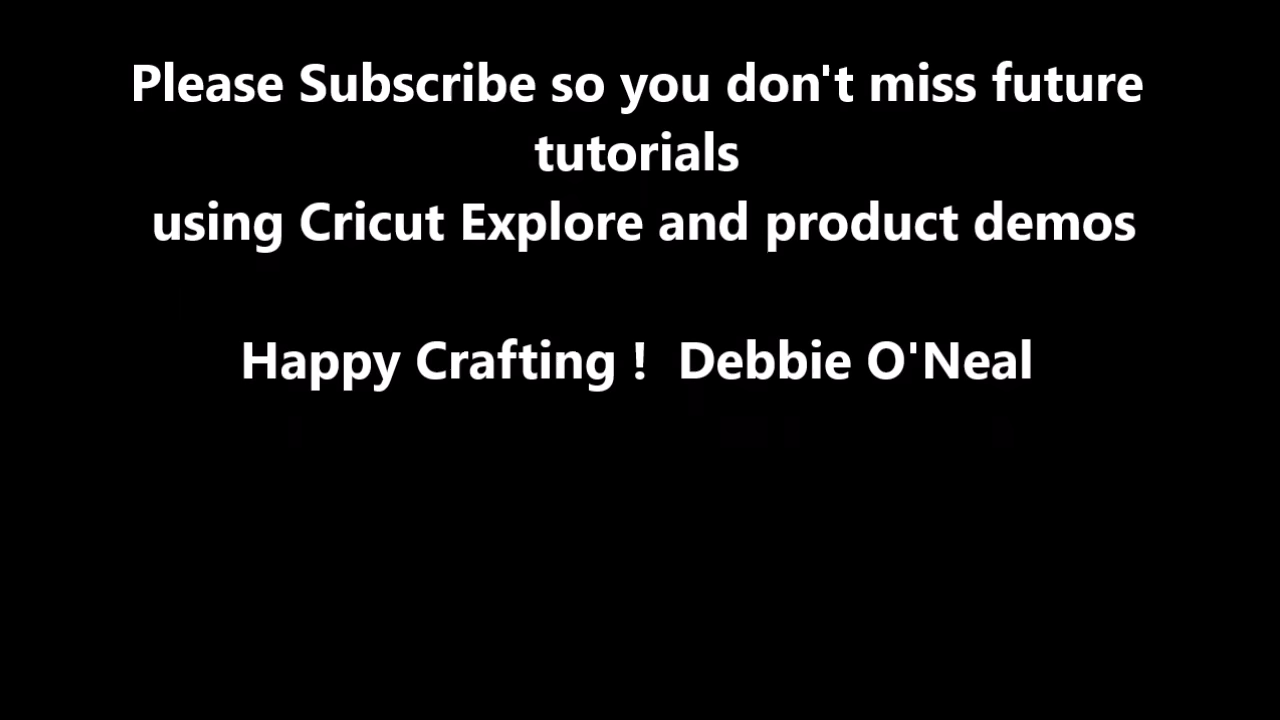 Please Subscribe so you don't miss future
tutorials
using Cricut Explore and product demos
Happy Crafting !  Debbie O'Neal